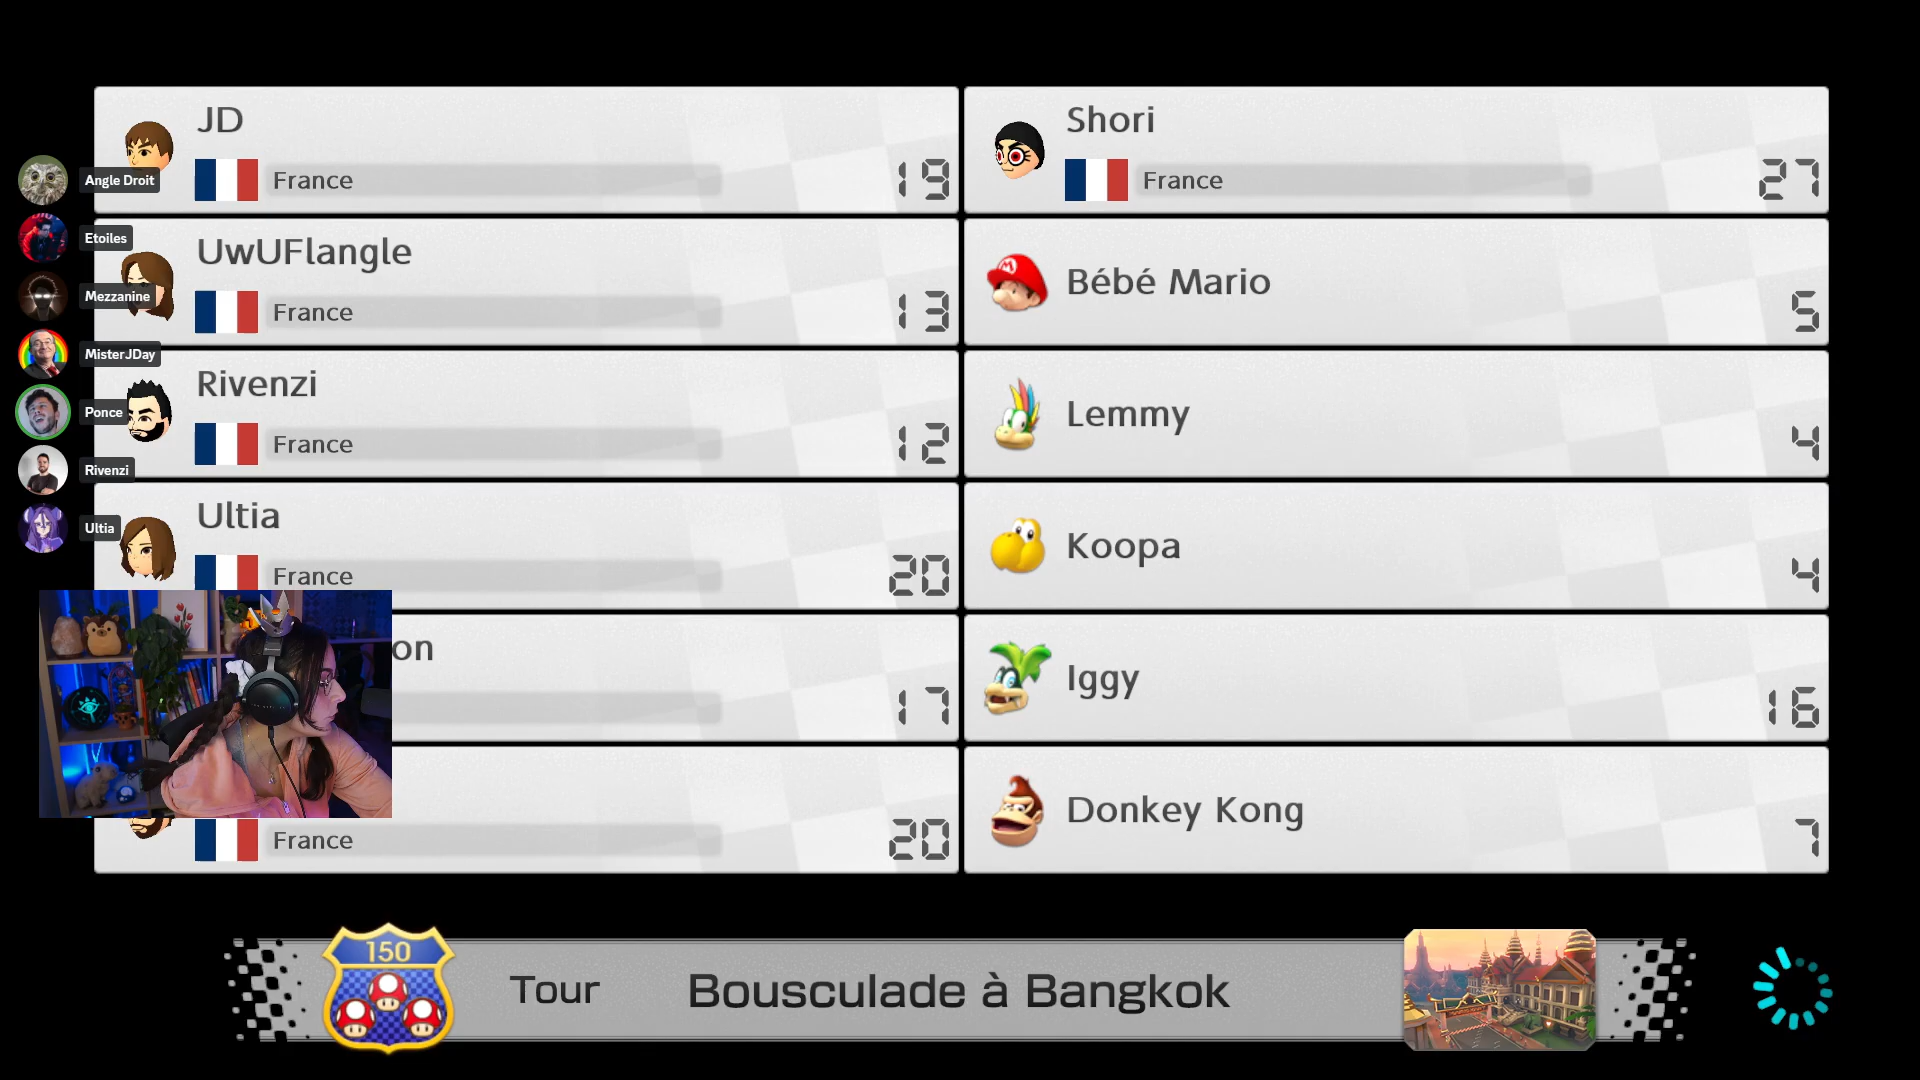 JD
France
19
UwUFlangle
France
13
Rivenzi
France
12
Ultia
France
20
on
17
France
20
Shori
France
27
Bébé Mario
5
Lemmy
4
Koopa
4
Iggy
16
Donkey Kong
7
Angle Droit
Etoiles
Mezzanine
MisterJDay
Ponce
Rivenzi
Ultia
150
Tour
Bousculade à Bangkok